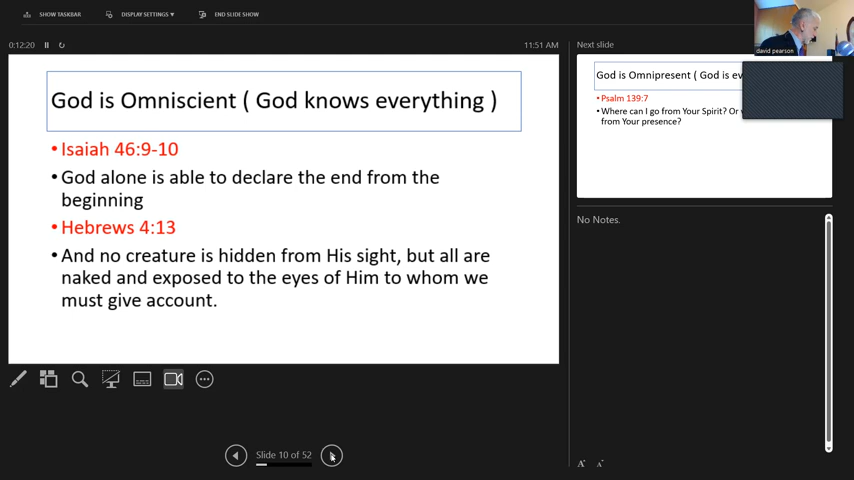 SHOW TASKBAR
DISPLAY SETTINGS ▼
END SLIDE SHOW
0:12:20
11:51 AM
God is Omniscient ( God knows everything )
•Isaiah 46:9-10
•God alone is able to declare the end from the
beginning
•Hebrews 4:13
•And no creature is hidden from His sight, but all are
naked and exposed to the eyes of Him to whom we
must give account.
Slide 10 of 52
Next slide
God is Omnipresent ( God is
•Psalm 139:7
•Where can I go from Your Spirit? Or
from Your presence?
No Notes.
A A
david pearson